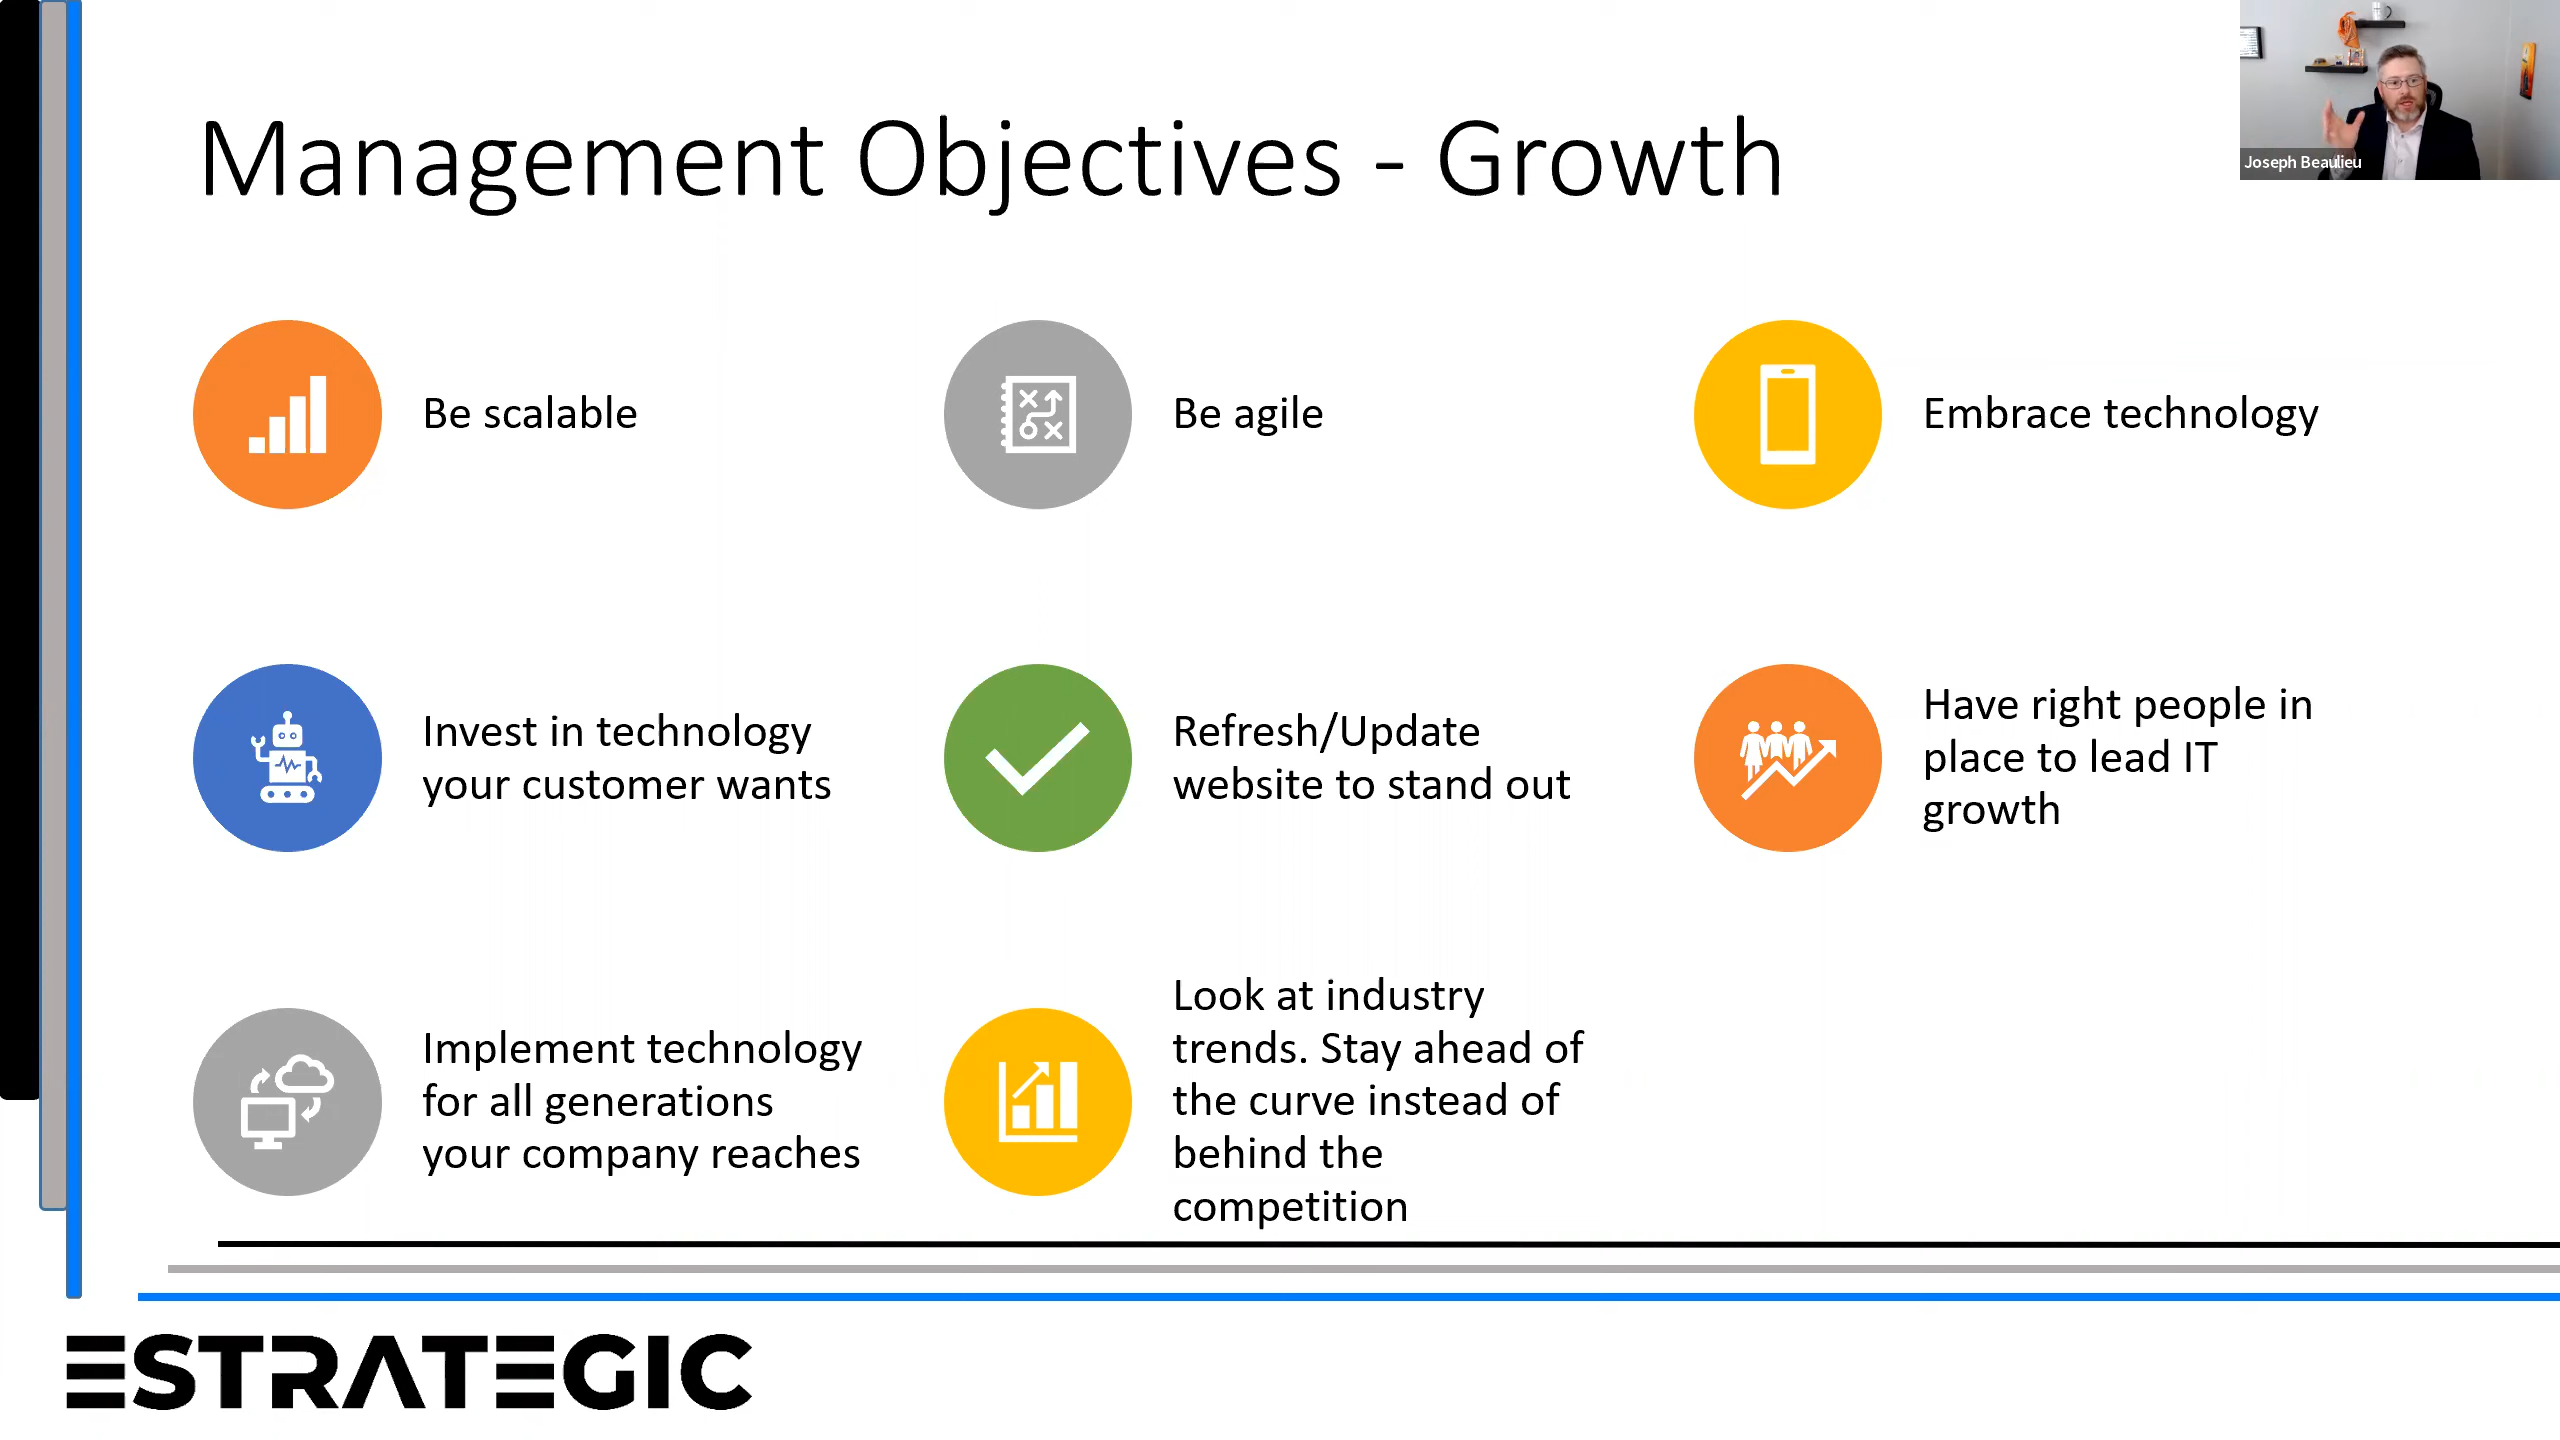 Management Objectives - Growth
Joseph Beaulieu
Be scalable
Be agile
Embrace technology
Invest in technology
your customer wants
Refresh/Update
website to stand out
Have right people in
place to lead IT
growth
Implement technology
for all generations
your company reaches
Look at industry
trends. Stay ahead of
the curve instead of
behind the
competition
ESTRATEGIC